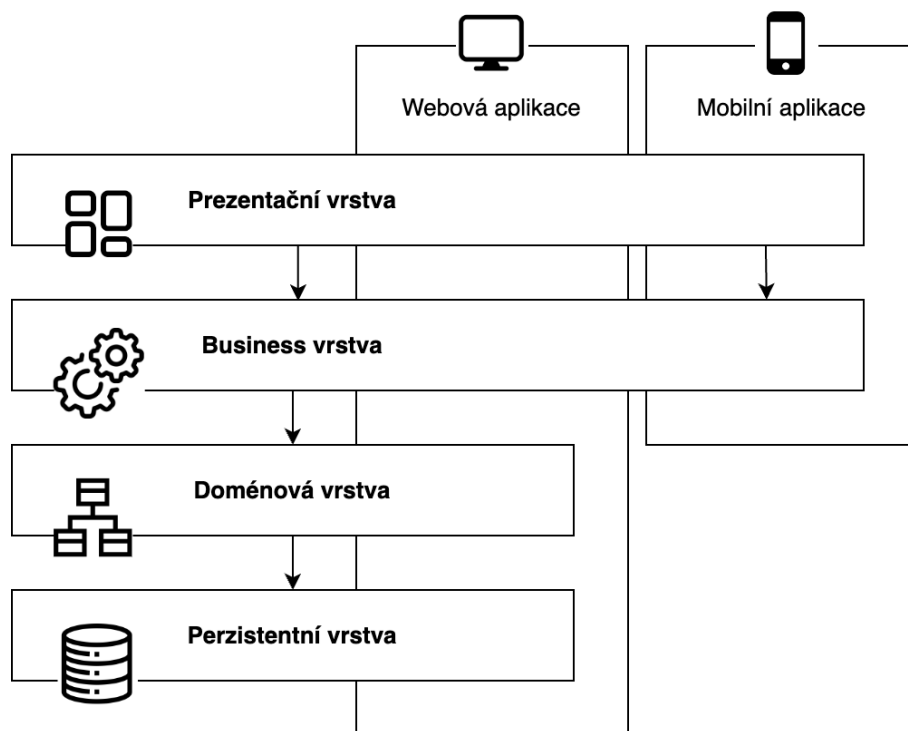 Webová aplikace
Mobilní aplikace
Prezentační vrstva
Business vrstva
Doménová vrstva
Perzistentní vrstva